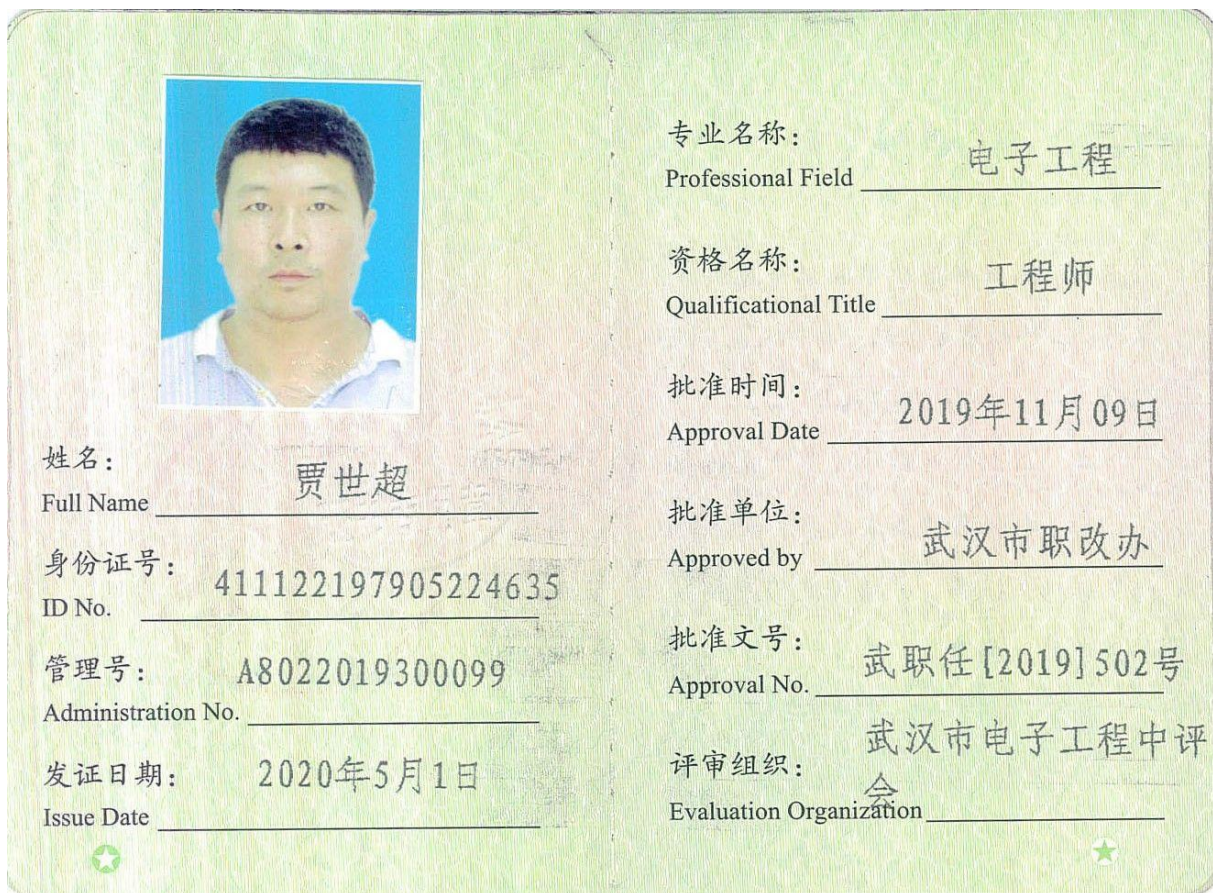 姓名：
贾世超
Full Name
身份证号：
411122197905224635
ID No.
管理号：
A8022019300099
Administration No.
发证日期：
2020年5月1日
Issue Date
专业名称：
电子工程
Professional Field
资格名称：
工程师
Qualificational Title
批准时间：
2019年11月09日
Approval Date
批准单位：
武汉市职改办
Approved by
批准文号：
武职任[2019]502号
Approval No.
评审组织：
武汉市电子工程中评
会
Evaluation Organization